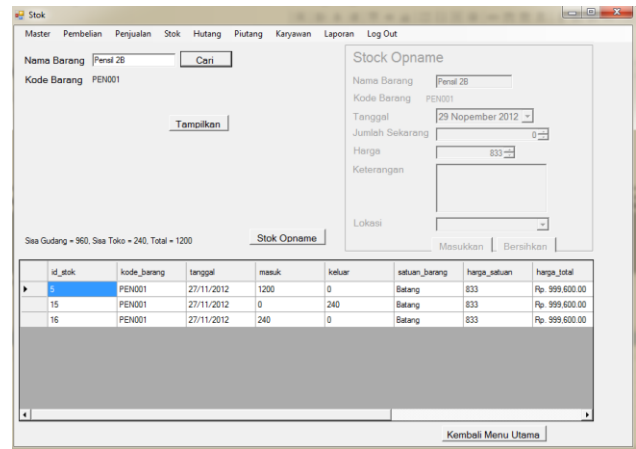 Stok
Master Pembelian Penjualan Stok Hutang Piutang Karyawan Laporan Log Out
Nama Barang Pensil 2B Cari
Kode Barang PEN001
Tampilkan
Sisa Gudang = 960, Sisa Toko = 240, Total = 1200
Stok Opname
Stock Opname
Nama Barang Pensil 2B
Kode Barang PEN001
Tanggal 29 Nopember 2012
Jumlah Sekarang 0
Harga 833
Keterangan
Lokasi
Masukkan Bersihkan
id_stok kode_barang tanggal masuk keluar satuan_barang harga_satuan harga_total
5 PEN001 27/11/2012 1200 0 Batang 833 Rp. 999,600.00
15 PEN001 27/11/2012 0 240 Batang 833 Rp. 999,600.00
16 PEN001 27/11/2012 240 0 Batang 833 Rp. 999,600.00
Kembali Menu Utama